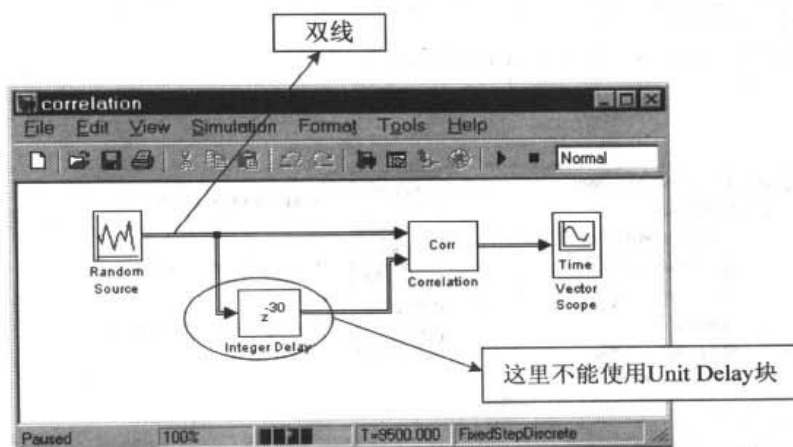 双线
correlation
File Edit View Simulation Format Tools Help
Normal
Random
Source
z-30
Integer Delay
Corr
Correlation
Time
Vector
Scope
这里不能使用Unit Delay块
Paused 100% T=9500.000 FixedStepDiscrete